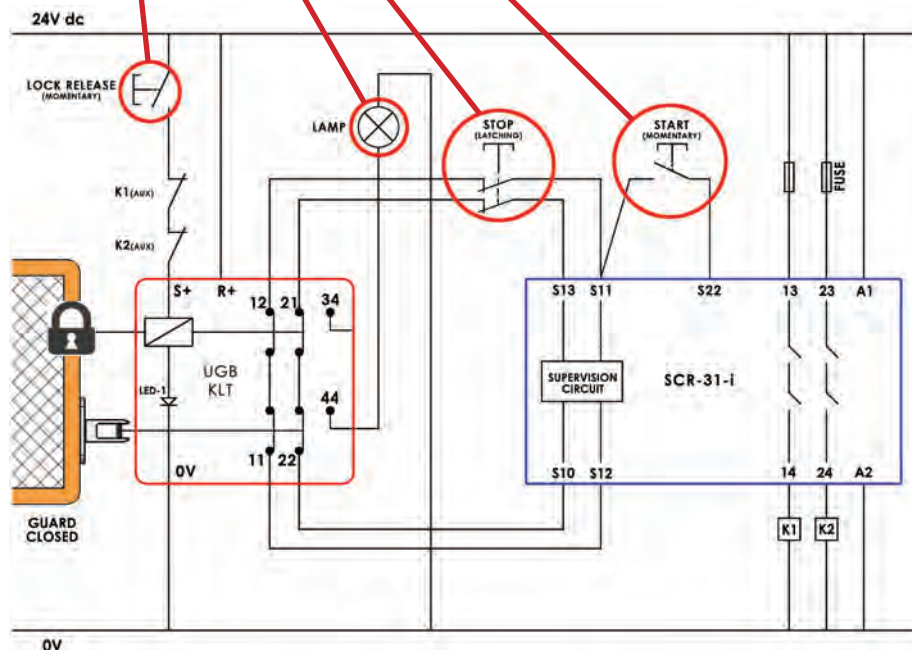 24V dc
LOCK RELEASE
(MOMENTARY)
LAMP
STOP
(LATCHING)
START
(MOMENTARY)
FUSE
K1(AUX)
K2(AUX)
S+ R+ 12 21 34
S13 S11 S22 13 23 A1
UGB
KLT
LED-1
SUPERVISION
CIRCUIT
SCR-31-i
44
11 22
0V
S10 S12 14 24 A2
GUARD
CLOSED
K1 K2
0V